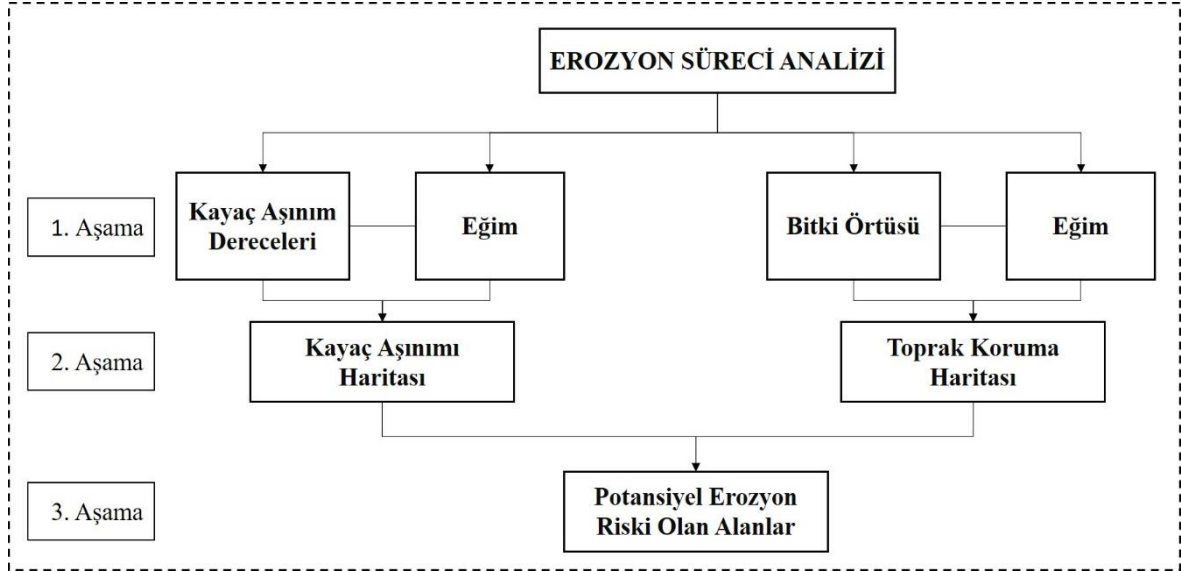 EROZYON SÜRECİ ANALİZİ
1. Aşama
Kayaç Aşınım
Dereceleri
Eğim
Bitki Örtüsü
Eğim
2. Aşama
Kayaç Aşınımı
Haritası
Toprak Koruma
Haritası
3. Aşama
Potansiyel Erozyon
Riski Olan Alanlar